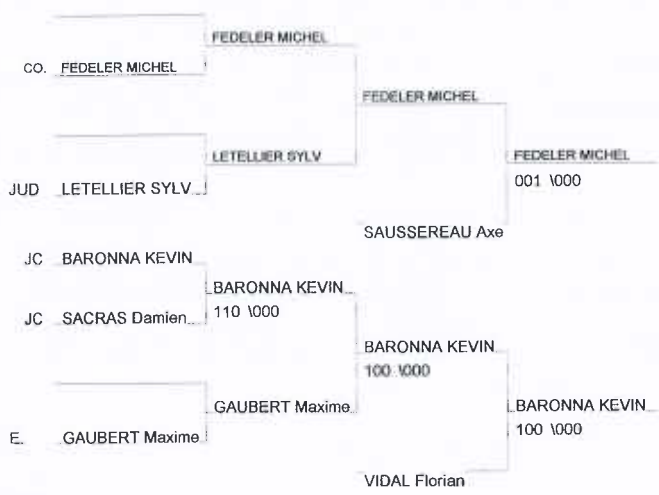 FEDELER MICHEL
CO. FEDELER MICHEL
FEDELER MICHEL
LETELLIER SYLV
FEDELER MICHEL
001 \000
JUD LETELLIER SYLV
SAUSSEREAU Axe
JC BARONNA KEVIN
BARONNA KEVIN
110 \000
JC SACRAS Damien
BARONNA KEVIN
100 \000
GAUBERT Maxime
BARONNA KEVIN
100 \000
E. GAUBERT Maxime
VIDAL Florian